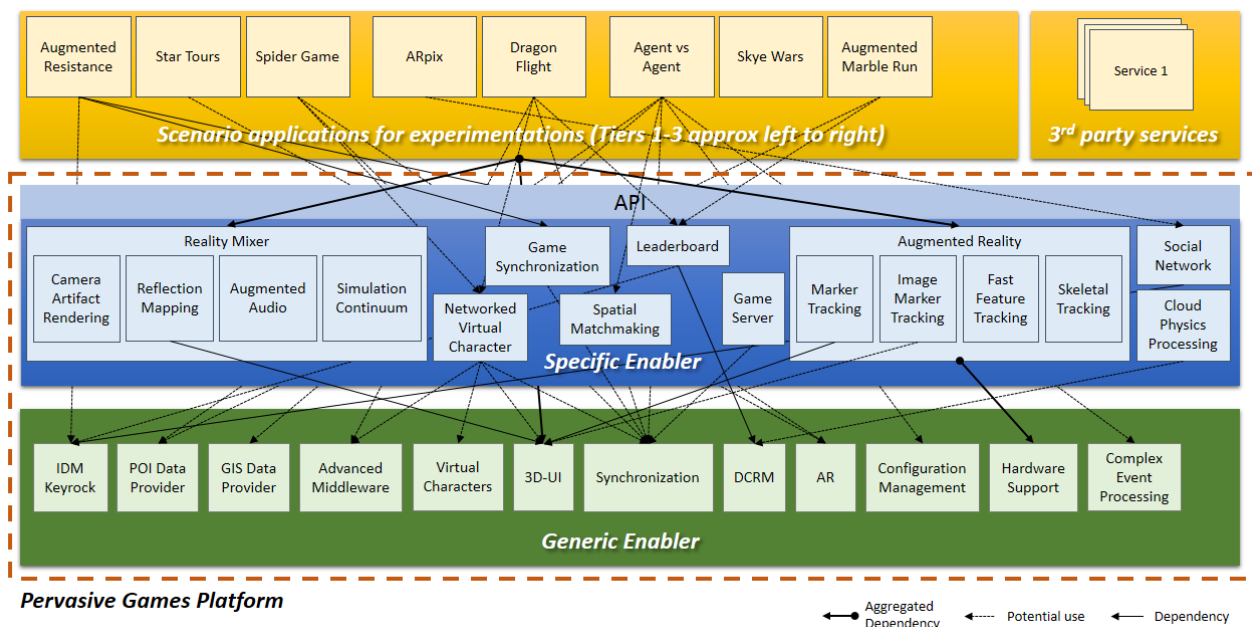 Augmented
Resistance
Star Tours
Spider Game
ARpix
Dragon
Flight
Agent vs
Agent
Skye Wars
Augmented
Marble Run
Service 1
Scenario applications for experimentations (Tiers 1-3 approx left to right)
3rd party services
API
Reality Mixer
Camera
Artifact
Rendering
Reflection
Mapping
Augmented
Audio
Simulation
Continuum
Networked
Virtual
Character
Game
Synchronization
Spatial
Matchmaking
Leaderboard
Game
Server
Augmented Reality
Marker
Tracking
Image
Marker
Tracking
Fast
Feature
Tracking
Skeletal
Tracking
Social
Network
Cloud
Physics
Processing
Specific Enabler
IDM
Keyrock
POI Data
Provider
GIS Data
Provider
Advanced
Middleware
Virtual
Characters
3D-UI
Synchronization
DCRM
AR
Configuration
Management
Hardware
Support
Complex
Event
Processing
Generic Enabler
Pervasive Games Platform
Aggregated
Dependency
Potential use
Dependency